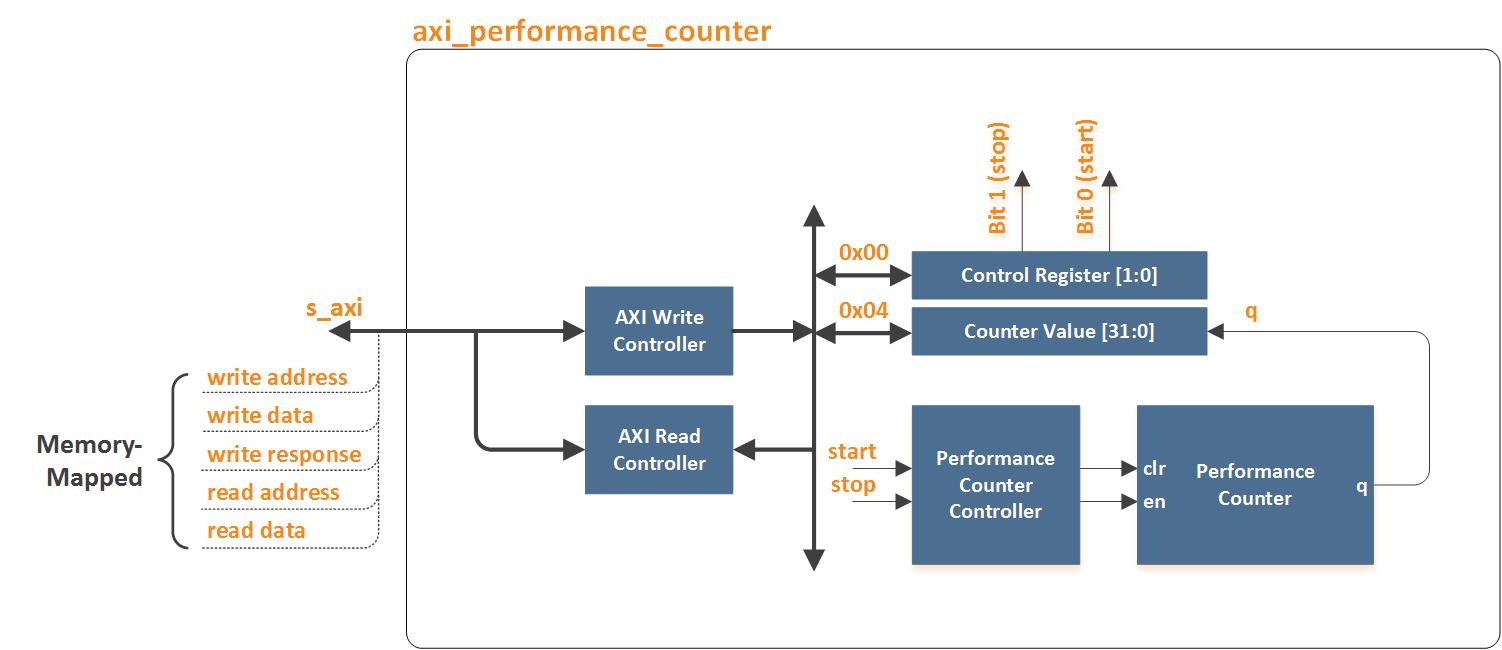 axi_performance_counter
Bit 1 (stop)
Bit 0 (start)
0x00
Control Register [1:0]
s_axi
AXI Write
Controller
0x04
Counter Value [31:0]
q
Memory-
Mapped
write address
write data
write response
read address
read data
AXI Read
Controller
start
stop
Performance
Counter
Controller
clr
en
Performance
Counter
q